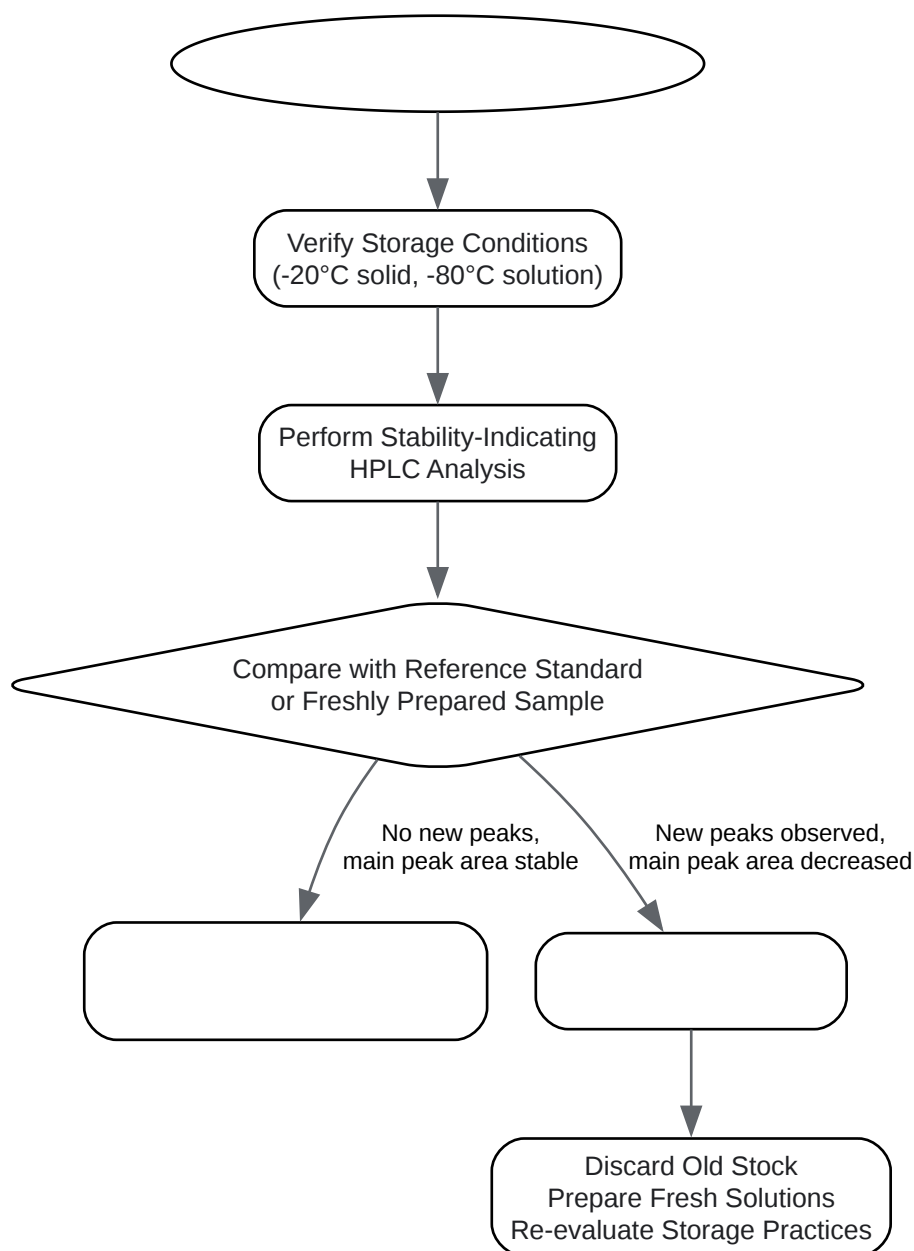 Verify Storage Conditions
(-20°C solid, -80°C solution)
Perform Stability-Indicating
HPLC Analysis
Compare with Reference Standard
or Freshly Prepared Sample
No new peaks,
main peak area stable
New peaks observed,
main peak area decreased
Discard Old Stock
Prepare Fresh Solutions
Re-evaluate Storage Practices